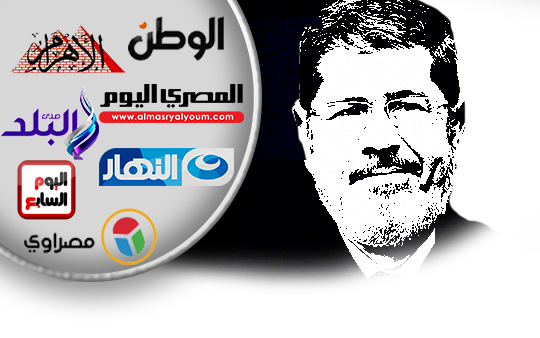 الوطن
الأهرام
المصري اليوم
www.almasryalyoum.com
صدى
البلد
النهار
اليوم
السابع
مصراوي